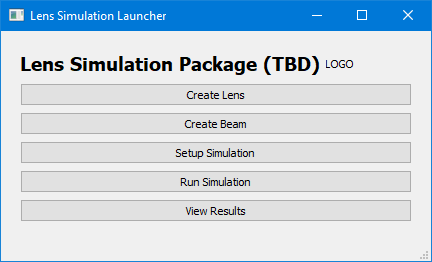 Lens Simulation Launcher
Lens Simulation Package (TBD) LOGO
Create Lens
Create Beam
Setup Simulation
Run Simulation
View Results